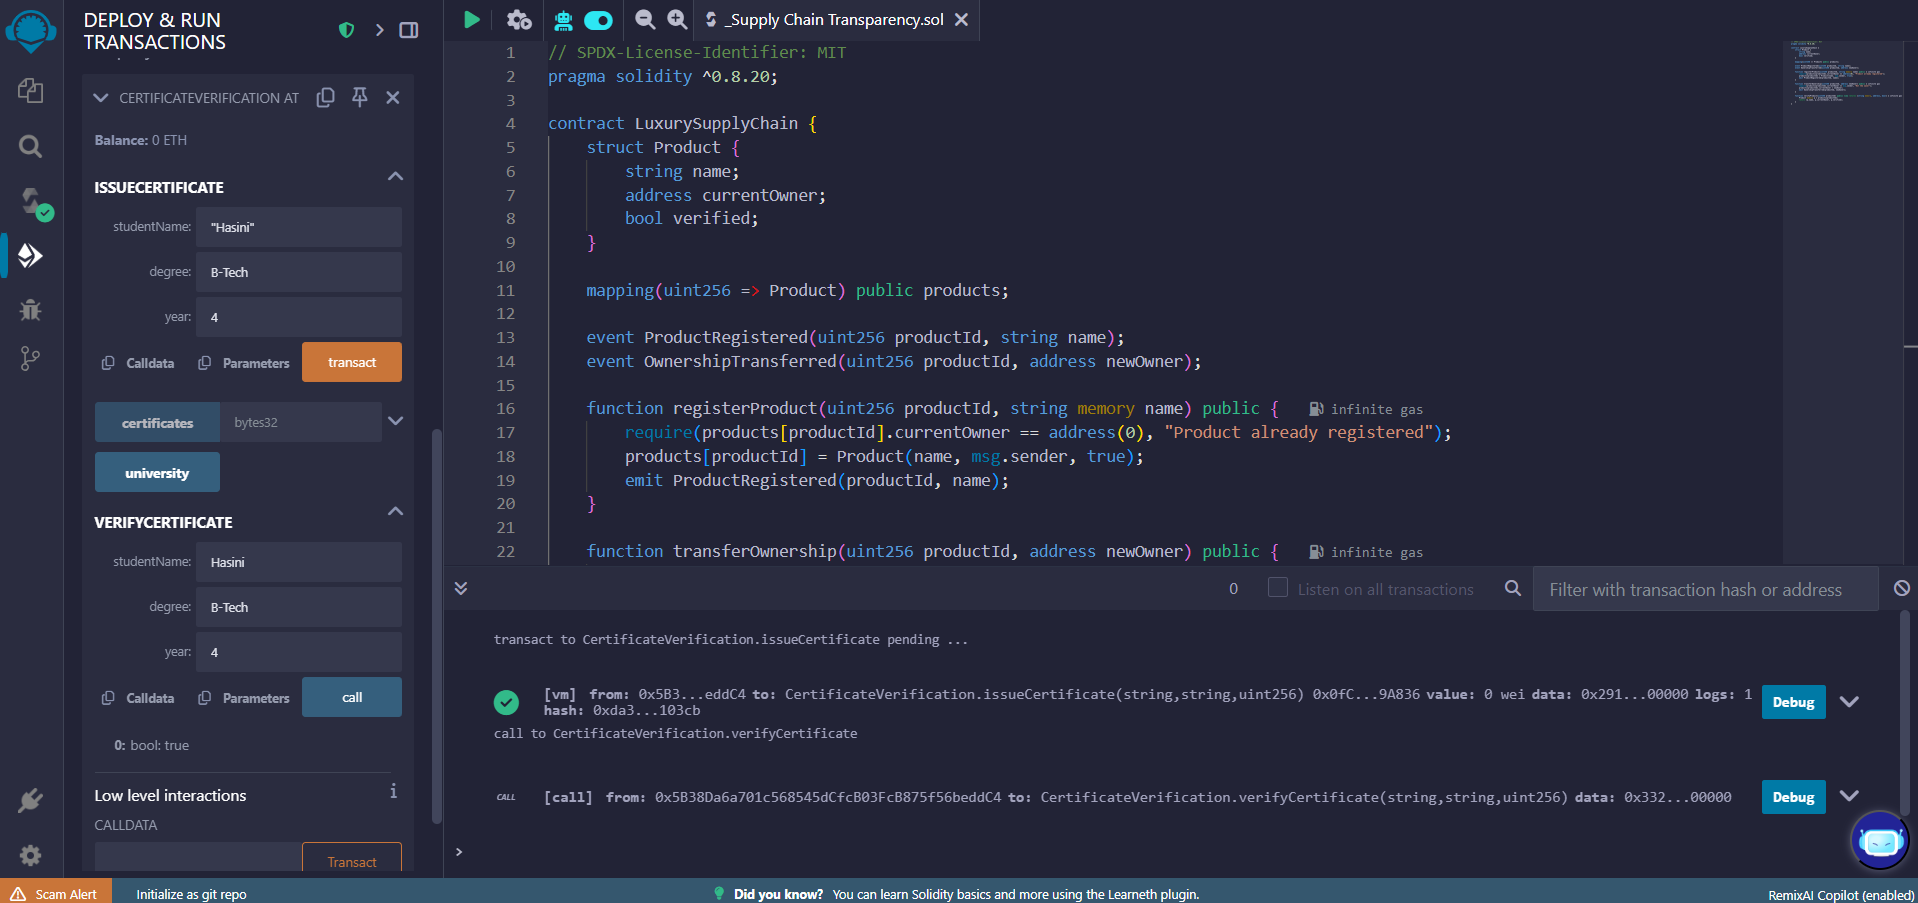 DEPLOY & RUN
TRANSACTIONS
CERTIFICATEVERIFICATION AT
Balance: 0 ETH
ISSUECERTIFICATE
studentName: "Hasini"
degree: B-Tech
year: 4
Calldata Parameters transact
certificates bytes32
university
VERIFYCERTIFICATE
studentName: Hasini
degree: B-Tech
year: 4
Calldata Parameters call
0: bool: true
Low level interactions i
CALLDATA
Transact
_Supply Chain Transparency.sol
1 // SPDX-License-Identifier: MIT
2 pragma solidity ^0.8.20;
3
4 contract LuxurySupplyChain {
5 struct Product {
6 string name;
7 address currentOwner;
8 bool verified;
9 }
10
11 mapping(uint256 => Product) public products;
12
13 event ProductRegistered(uint256 productId, string name);
14 event OwnershipTransferred(uint256 productId, address newOwner);
15
16 function registerProduct(uint256 productId, string memory name) public { infinite gas
17 require(products[productId].currentOwner == address(0), "Product already registered");
18 products[productId] = Product(name, msg.sender, true);
19 emit ProductRegistered(productId, name);
20 }
21
22 function transferOwnership(uint256 productId, address newOwner) public { infinite gas
0 Listen on all transactions Filter with transaction hash or address
transact to CertificateVerification.issueCertificate pending ...
[vm] from: 0x5B3...eddC4 to: CertificateVerification.issueCertificate(string,string,uint256) 0x0fC...9A836 value: 0 wei data: 0x291...00000 logs: 1
hash: 0xda3...103cb
Debug
call to CertificateVerification.verifyCertificate
CALL [call] from: 0x5B38Da6a701c568545dCfcB03FcB875f56beddC4 to: CertificateVerification.verifyCertificate(string,string,uint256) data: 0x332...00000
Debug
>
Scam Alert Initialize as git repo Did you know? You can learn Solidity basics and more using the Learneth plugin. RemixAI Copilot (enabled)